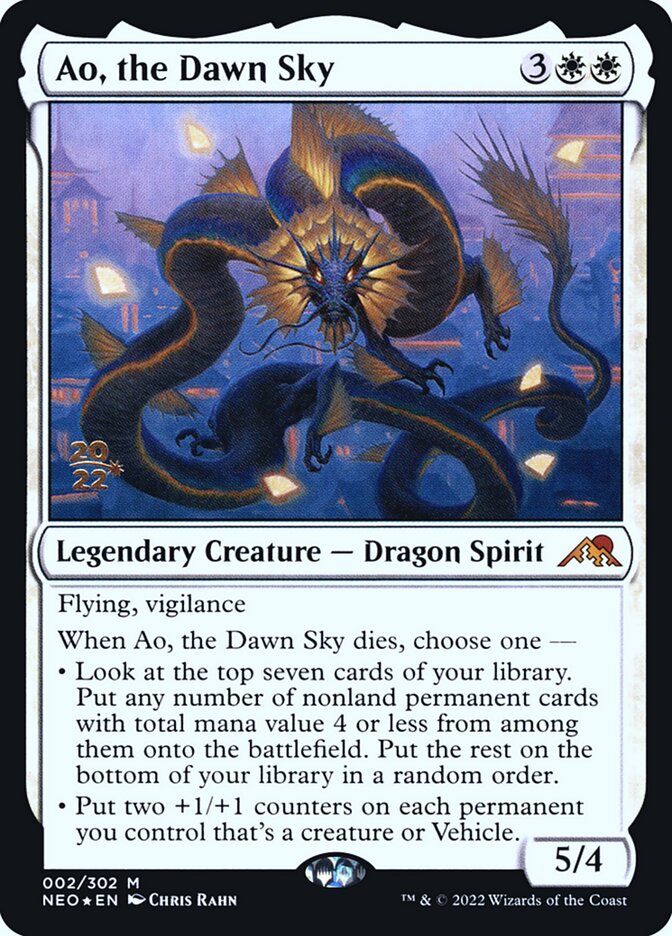 Ao, the Dawn Sky 3
20
22
Legendary Creature — Dragon Spirit
Flying, vigilance
When Ao, the Dawn Sky dies, choose one —
• Look at the top seven cards of your library.
Put any number of nonland permanent cards
with total mana value 4 or less from among
them onto the battlefield. Put the rest on the
bottom of your library in a random order.
• Put two +1/+1 counters on each permanent
you control that's a creature or Vehicle.
5/4
002/302 M
NEO★EN Chris Rahn
™ & © 2022 Wizards of the Coast